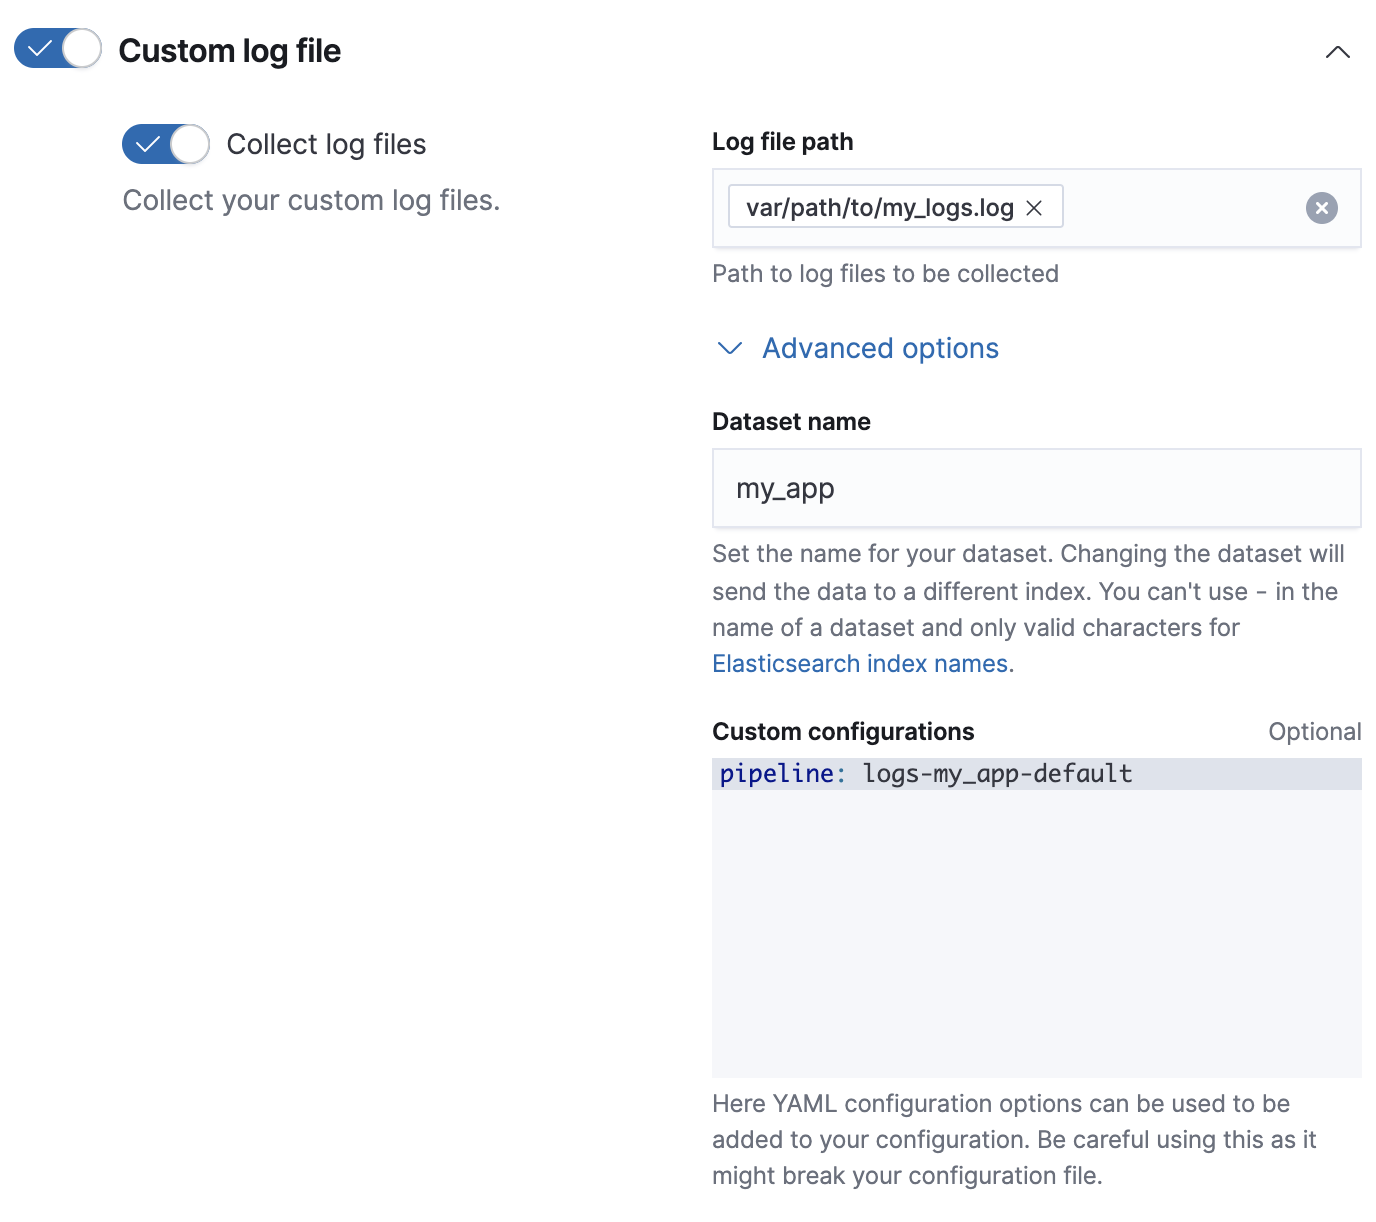 Custom log file
Collect log files
Collect your custom log files.
Log file path
var/path/to/my_logs.log
Path to log files to be collected
Advanced options
Dataset name
my_app
Set the name for your dataset. Changing the dataset will
send the data to a different index. You can't use - in the
name of a dataset and only valid characters for
Elasticsearch index names.
Custom configurations Optional
pipeline: logs-my_app-default
Here YAML configuration options can be used to be
added to your configuration. Be careful using this as it
might break your configuration file.